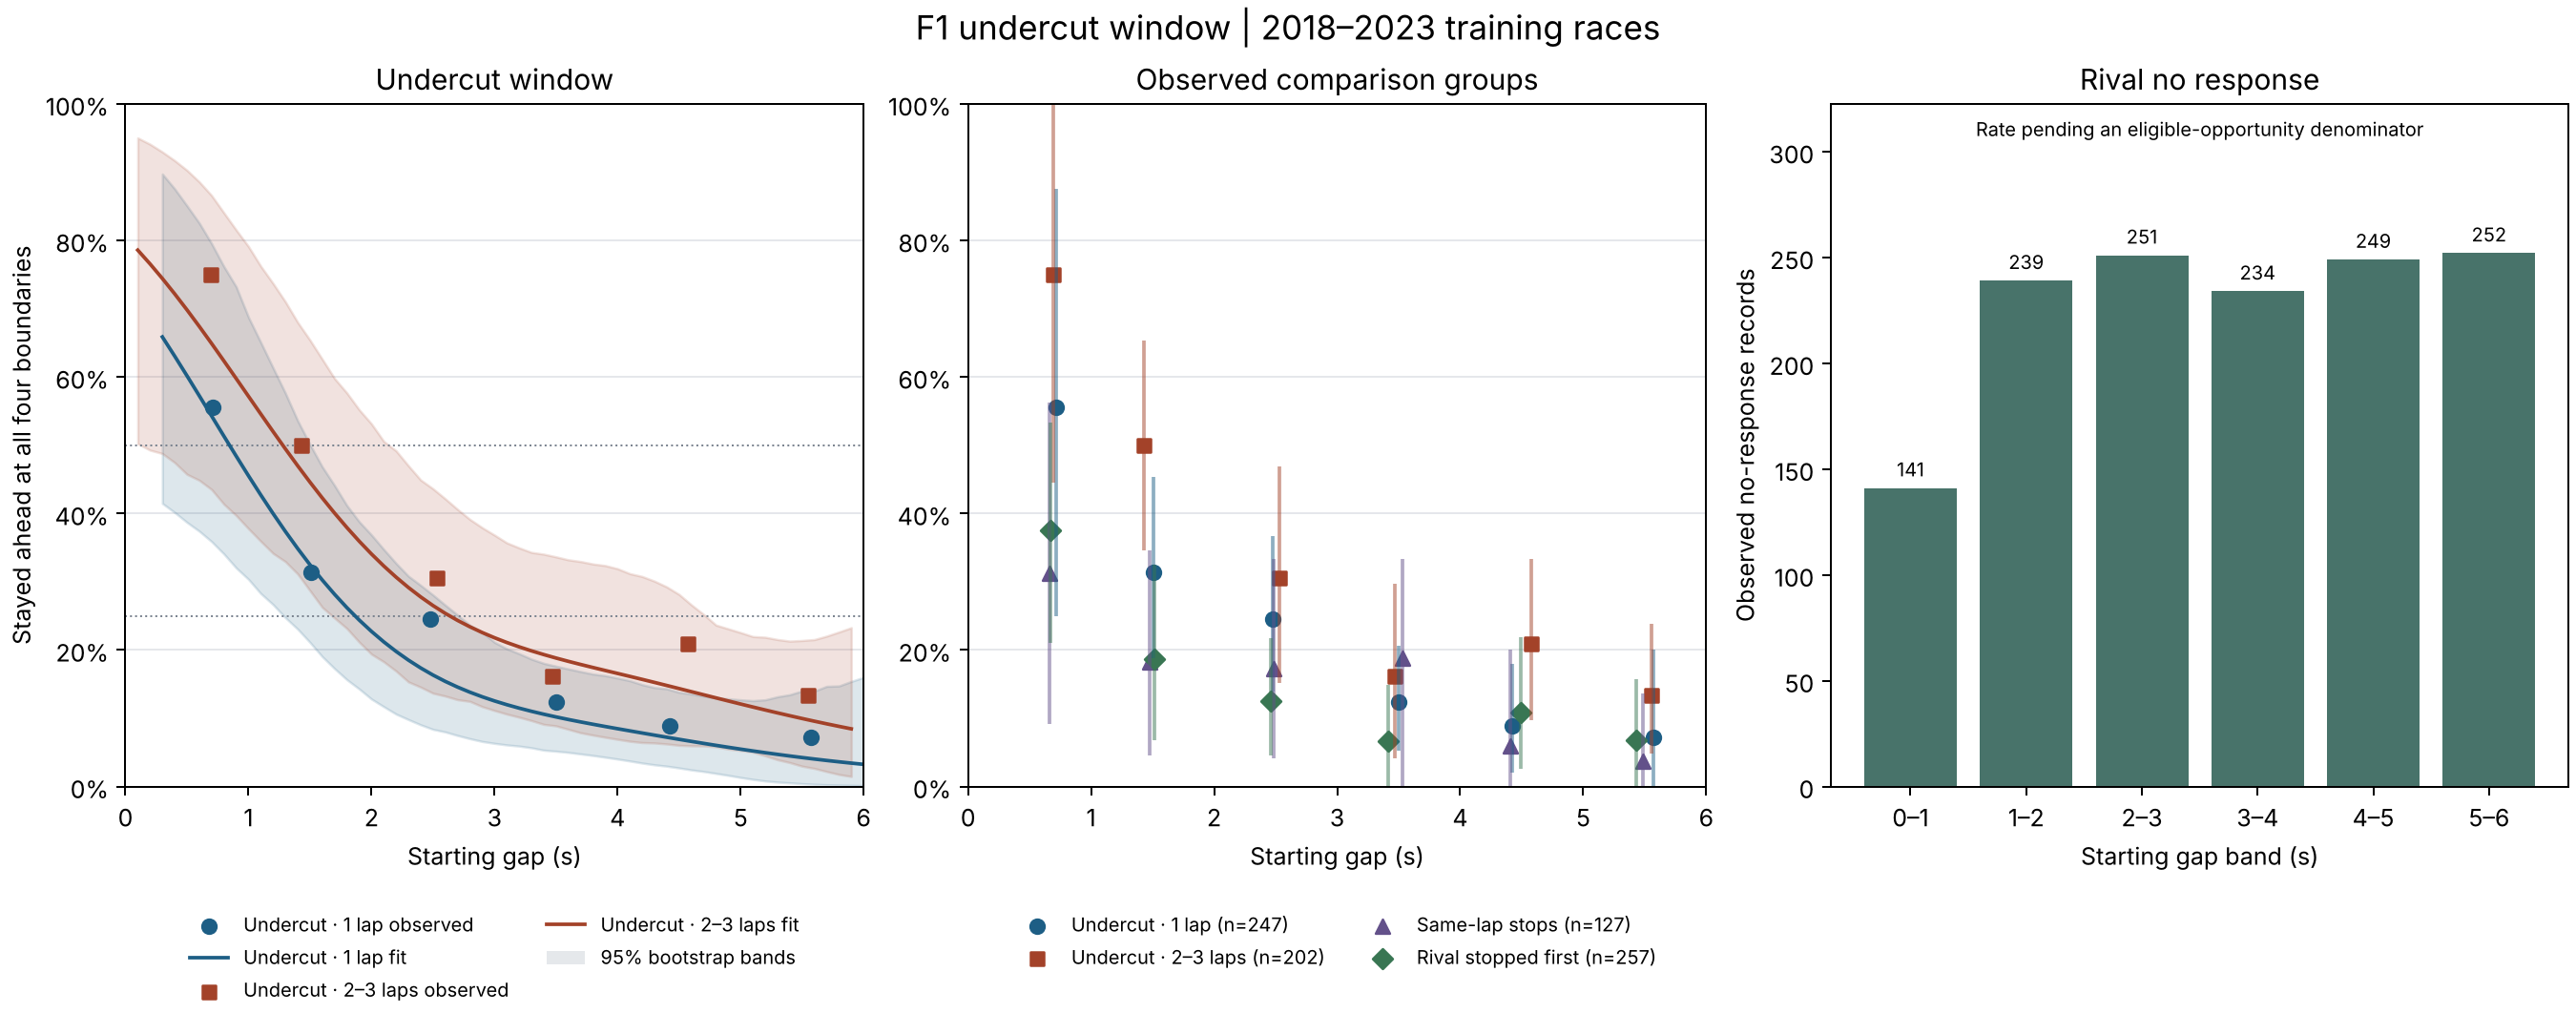 F1 undercut window | 2018–2023 training races
Undercut window
Stayed ahead at all four boundaries
100%
80%
60%
40%
20%
0%
0 1 2 3 4 5 6
Starting gap (s)
Undercut · 1 lap observed
Undercut · 1 lap fit
Undercut · 2–3 laps observed
Undercut · 2–3 laps fit
95% bootstrap bands
Observed comparison groups
100%
80%
60%
40%
20%
0%
0 1 2 3 4 5 6
Starting gap (s)
Undercut · 1 lap (n=247)
Undercut · 2–3 laps (n=202)
Same-lap stops (n=127)
Rival stopped first (n=257)
Rival no response
Rate pending an eligible-opportunity denominator
Observed no-response records
300
250
200
150
100
50
0
141 239 251 234 249 252
0–1 1–2 2–3 3–4 4–5 5–6
Starting gap band (s)